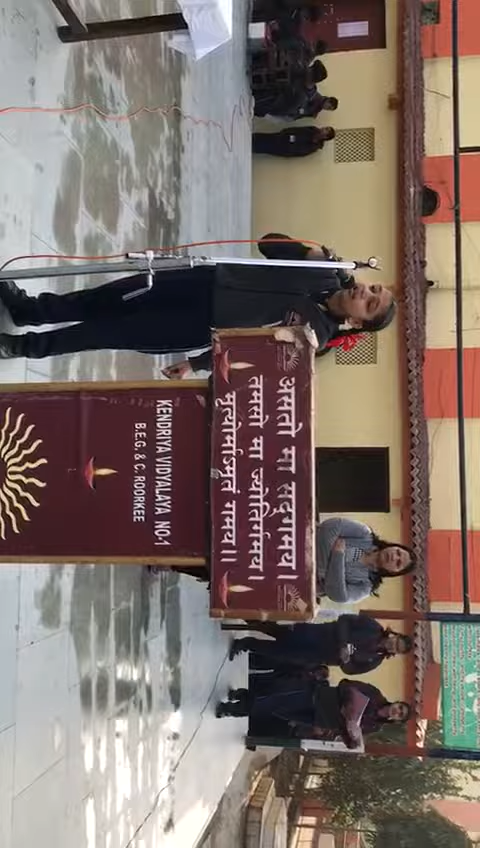 असतो मा सद्गमय।
तमसो मा ज्योतिर्गमय।
मृत्योर्माऽमृतं गमय।।
KENDRIYA VIDYALAYA NO-1
B.E.G. & C. ROORKEE